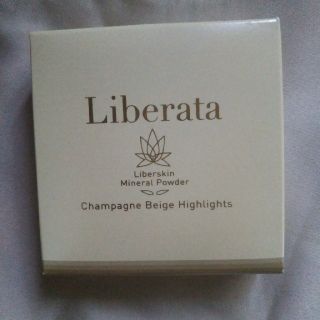 Liberata
Liberskin
Mineral Powder
Champagne Beige Highlights